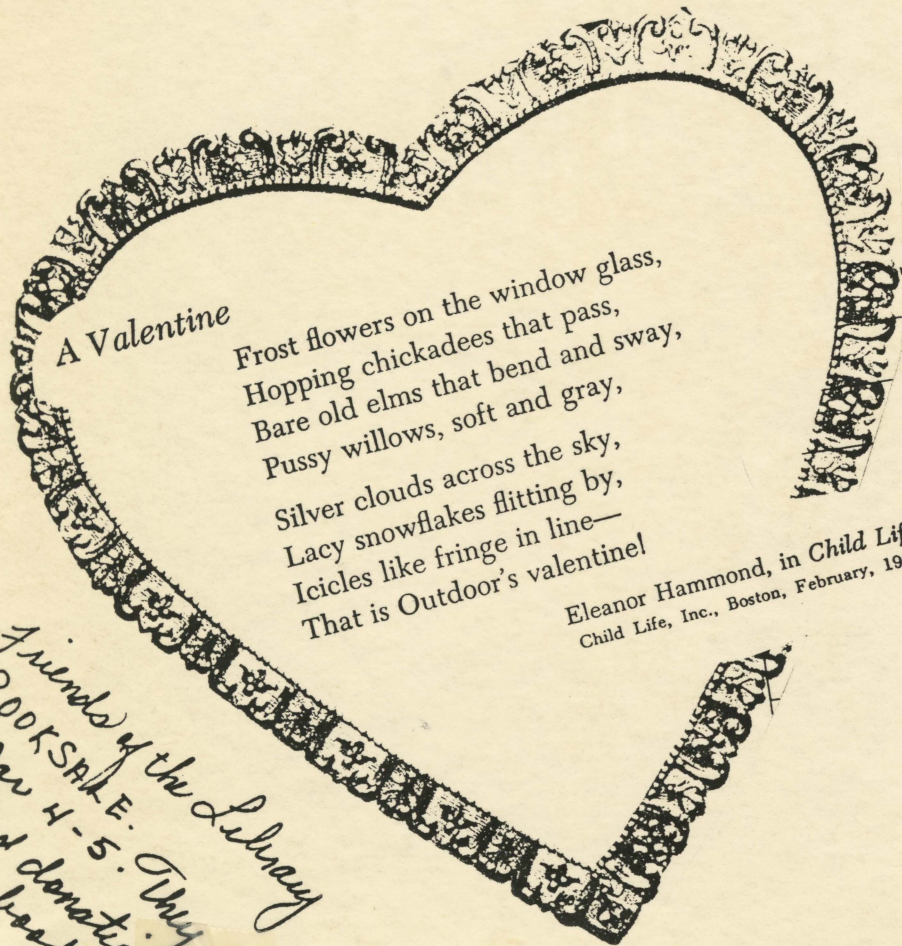 A Valentine
Frost flowers on the window glass,
Hopping chickadees that pass,
Bare old elms that bend and sway,
Pussy willows, soft and gray,
Silver clouds across the sky,
Lacy snowflakes flitting by,
Icicles like fringe in line—
That is Outdoor's valentine!
Eleanor Hammond, in Child
Child Life, Inc., Boston, February,
Friends of the Library
BOOKSALE.
4-5. They